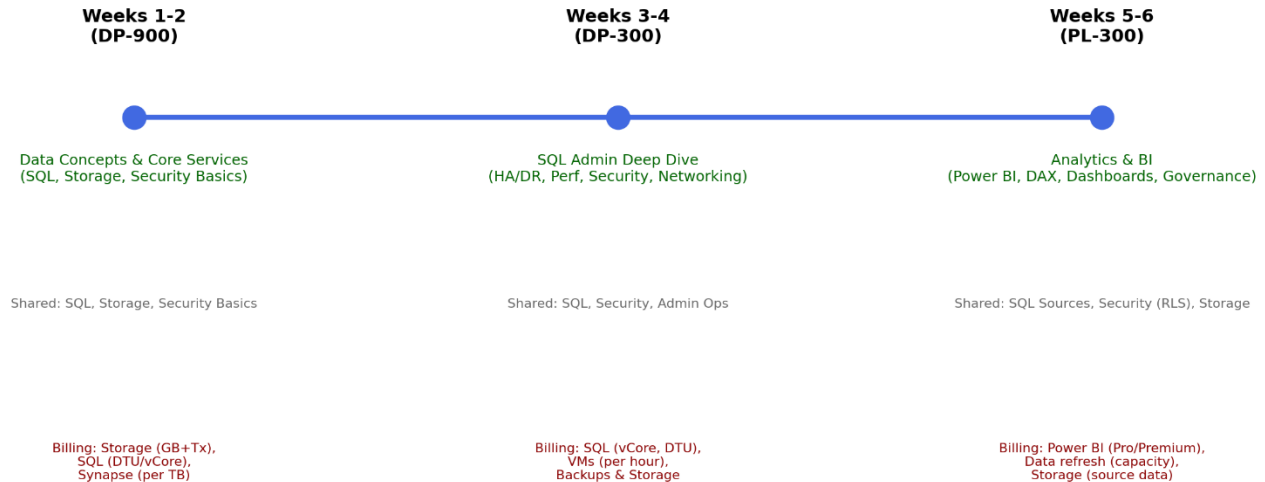 Weeks 1-2
(DP-900)
Weeks 3-4
(DP-300)
Weeks 5-6
(PL-300)
Data Concepts & Core Services
(SQL, Storage, Security Basics)
SQL Admin Deep Dive
(HA/DR, Perf, Security, Networking)
Analytics & BI
(Power BI, DAX, Dashboards, Governance)
Shared: SQL, Storage, Security Basics
Shared: SQL, Security, Admin Ops
Shared: SQL Sources, Security (RLS), Storage
Billing: Storage (GB+Tx),
SQL (DTU/vCore),
Synapse (per TB)
Billing: SQL (vCore, DTU),
VMs (per hour),
Backups & Storage
Billing: Power BI (Pro/Premium),
Data refresh (capacity),
Storage (source data)